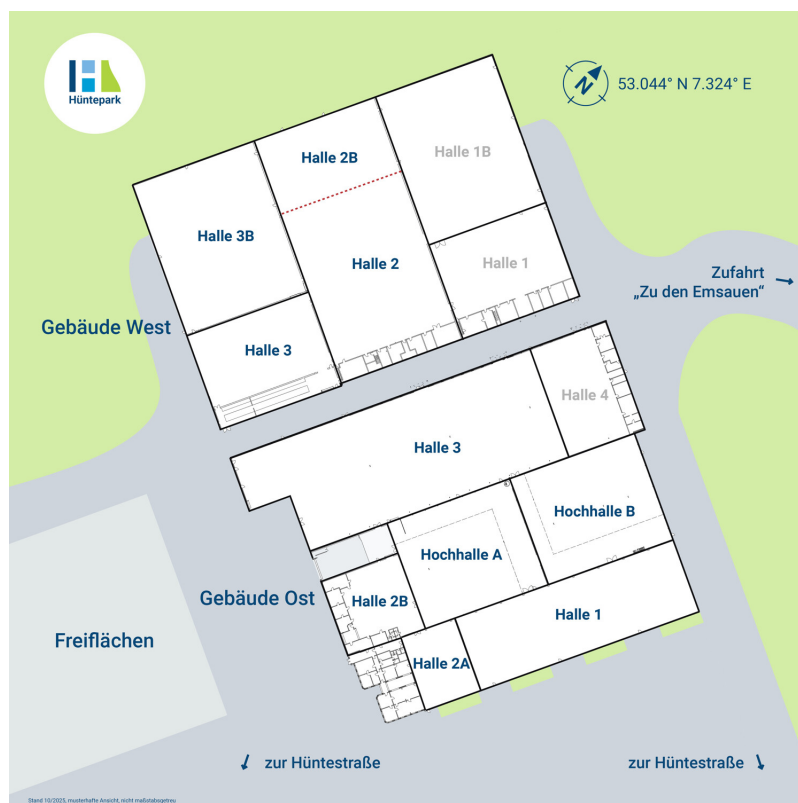 Hüntepark
N
53.044° N 7.324° E
Halle 1B
Halle 2B
Halle 3B
Halle 2
Halle 1
Zufahrt
„Zu den Emsauen“
Gebäude West
Halle 3
Halle 4
Halle 3
Hochhalle B
Hochhalle A
Gebäude Ost
Halle 2B
Halle 1
Freiflächen
Halle 2A
zur Hüntestraße
zur Hüntestraße
Stand 10/2025, musterhafte Ansicht, nicht maßstabsgetreu